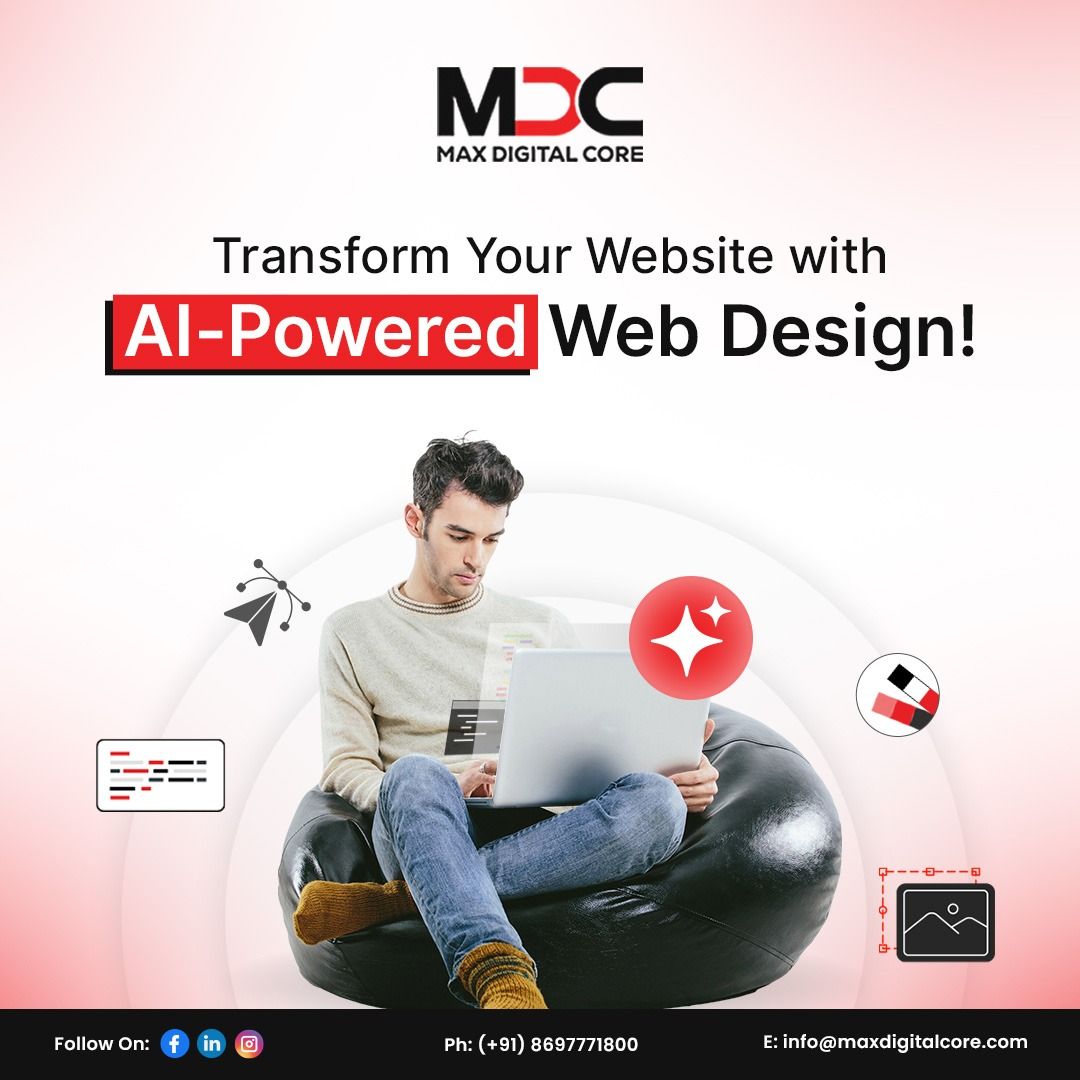 MDC
MAX DIGITAL CORE
Transform Your Website with
AI-Powered Web Design!
Follow On:
Ph: (+91) 8697771800
E: info@maxdigitalcore.com